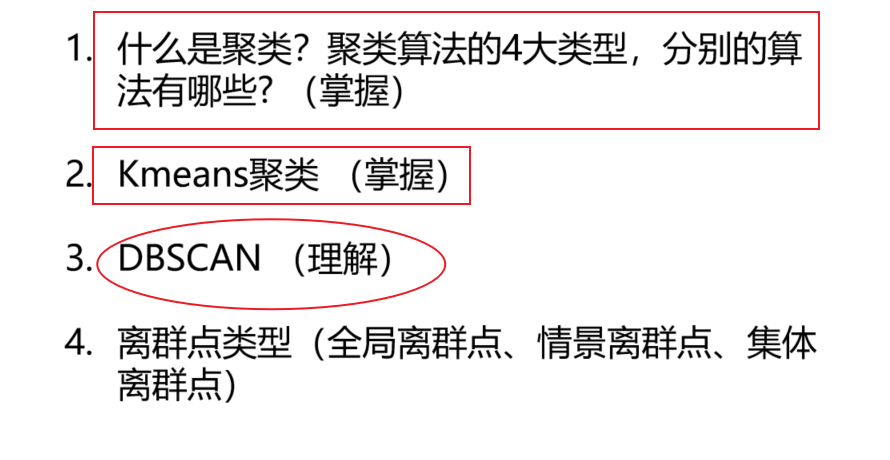 1. 什么是聚类？聚类算法的4大类型，分别的算
法有哪些？（掌握）
2. Kmeans聚类 （掌握）
3. DBSCAN （理解）
4. 离群点类型（全局离群点、情景离群点、集体
离群点）